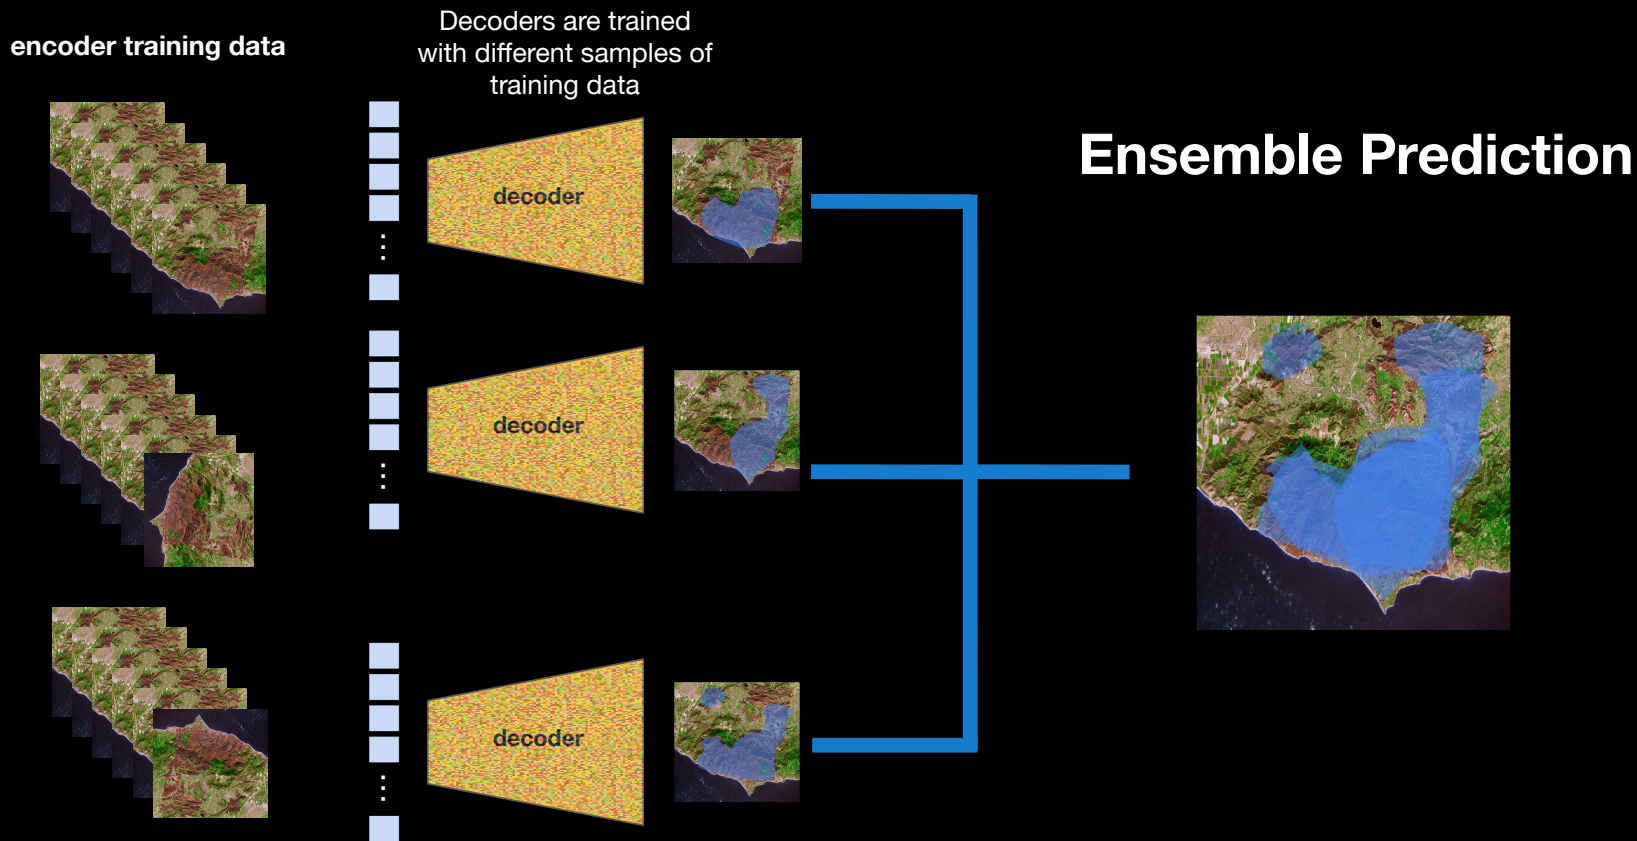 encoder training data
Decoders are trained
with different samples of
training data
Ensemble Prediction
decoder
decoder
decoder